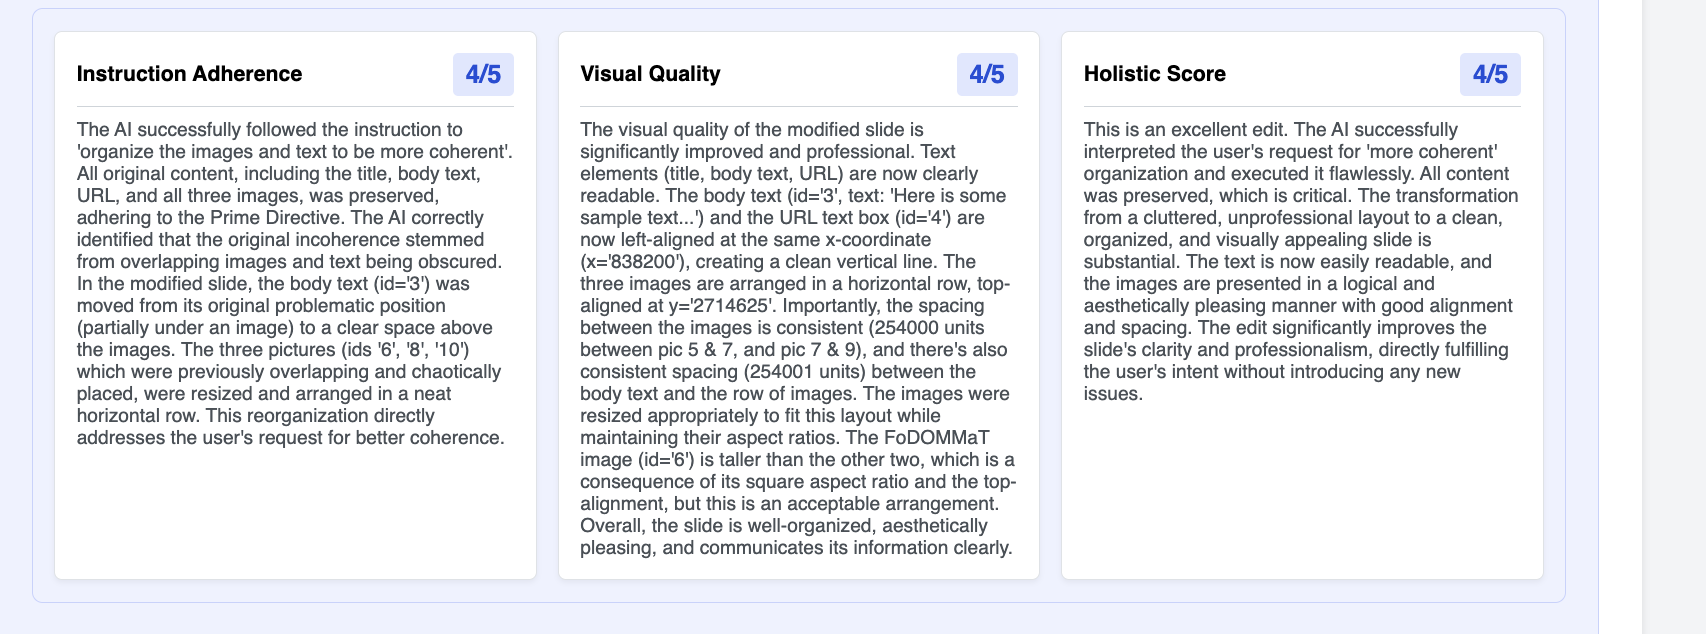 Instruction Adherence
4/5
The AI successfully followed the instruction to
'organize the images and text to be more coherent'.
All original content, including the title, body text,
URL, and all three images, was preserved,
adhering to the Prime Directive. The AI correctly
identified that the original incoherence stemmed
from overlapping images and text being obscured.
In the modified slide, the body text (id='3') was
moved from its original problematic position
(partially under an image) to a clear space above
the images. The three pictures (ids '6', '8', '10')
which were previously overlapping and chaotically
placed, were resized and arranged in a neat
horizontal row. This reorganization directly
addresses the user's request for better coherence.
Visual Quality
4/5
The visual quality of the modified slide is
significantly improved and professional. Text
elements (title, body text, URL) are now clearly
readable. The body text (id='3', text: 'Here is some
sample text...') and the URL text box (id='4') are
now left-aligned at the same x-coordinate
(x='838200'), creating a clean vertical line. The
three images are arranged in a horizontal row, top-
aligned at y='2714625'. Importantly, the spacing
between the images is consistent (254000 units
between pic 5 & 7, and pic 7 & 9), and there's also
consistent spacing (254001 units) between the
body text and the row of images. The images were
resized appropriately to fit this layout while
maintaining their aspect ratios. The FoDOMMaT
image (id='6') is taller than the other two, which is a
consequence of its square aspect ratio and the top-
alignment, but this is an acceptable arrangement.
Overall, the slide is well-organized, aesthetically
pleasing, and communicates its information clearly.
Holistic Score
4/5
This is an excellent edit. The AI successfully
interpreted the user's request for 'more coherent'
organization and executed it flawlessly. All content
was preserved, which is critical. The transformation
from a cluttered, unprofessional layout to a clean,
organized, and visually appealing slide is
substantial. The text is now easily readable, and
the images are presented in a logical and
aesthetically pleasing manner with good alignment
and spacing. The edit significantly improves the
slide's clarity and professionalism, directly fulfilling
the user's intent without introducing any new
issues.